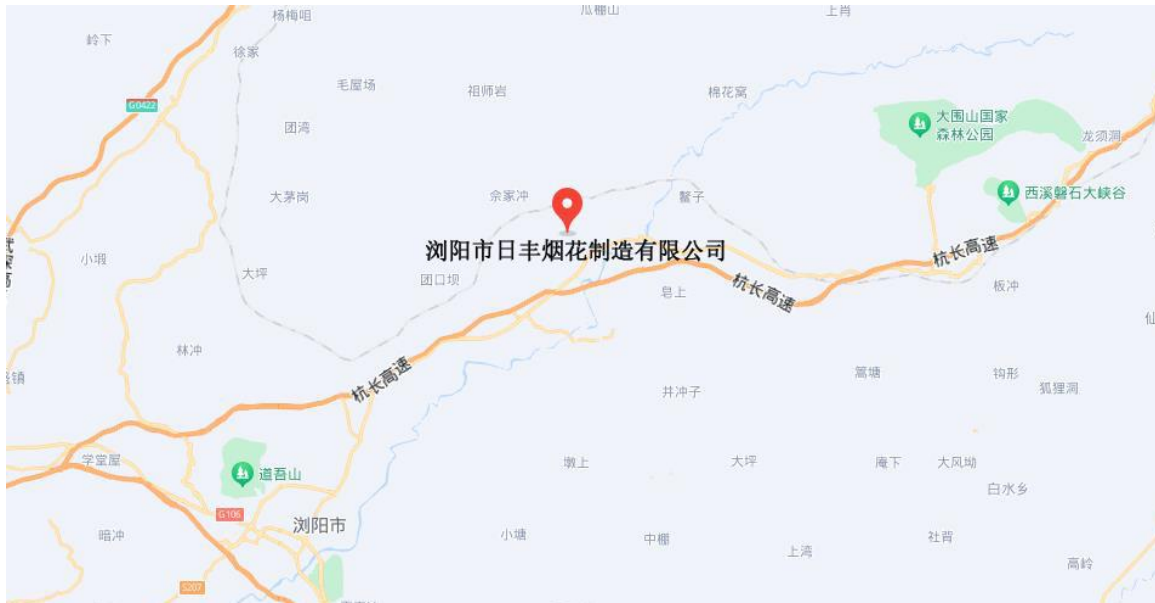 杨梅咀
瓜棚山
上肖
岭下
徐家
毛屋场
祖师岩
棉花窝
G0422
大围山国家
森林公园
团湾
龙须洞
大茅岗
佘家冲
鳌子
西溪磐石大峡谷
浏阳市日丰烟花制造有限公司
小塅
大坪
团口坝
杭长高速
杭长高速
皂上
板冲
林冲
杭长高速
篙塘
钩形
狐狸洞
井冲子
学堂屋
道吾山
墩上
大坪
庵下
大风坳
白水乡
G106
浏阳市
暗冲
小塘
中棚
上湾
社背
高岭
S207